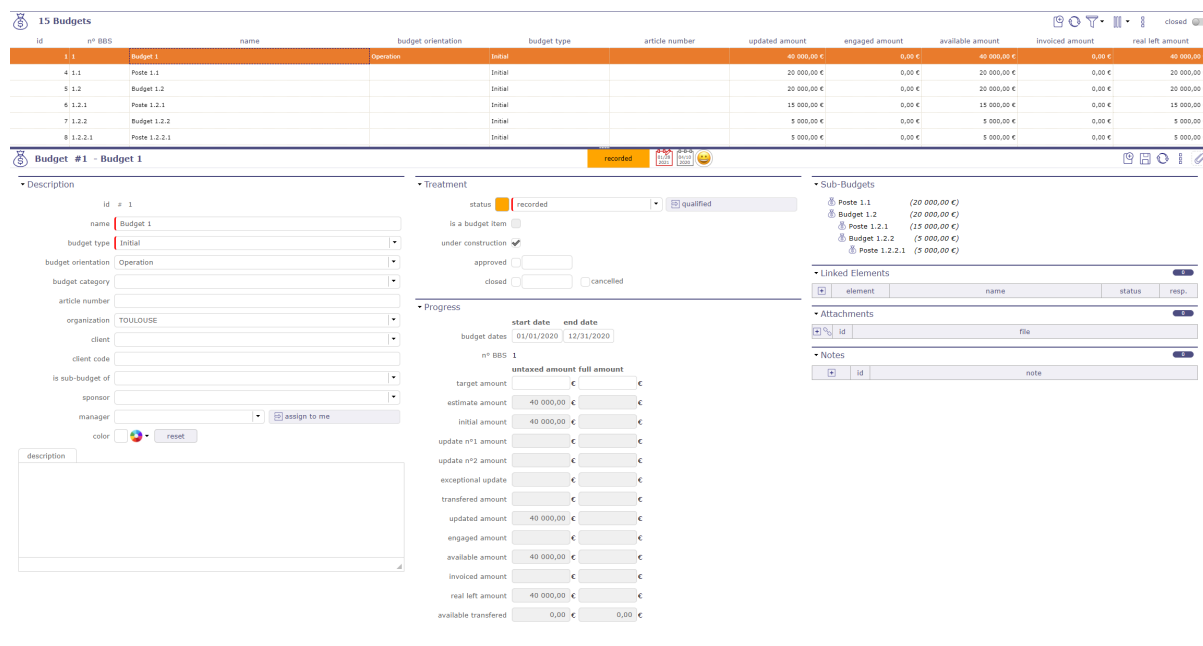 15 Budgets
closed
id n° BBS name budget orientation budget type article number updated amount engaged amount available amount invoiced amount real left amount
1 1 Budget 1 Operation Initial 40 000,00 € 0,00 € 40 000,00 € 0,00 € 40 000,00
4 1.1 Poste 1.1 Initial 20 000,00 € 0,00 € 20 000,00 € 0,00 € 20 000,00
5 1.2 Budget 1.2 Initial 20 000,00 € 0,00 € 20 000,00 € 0,00 € 20 000,00
6 1.2.1 Poste 1.2.1 Initial 15 000,00 € 0,00 € 15 000,00 € 0,00 € 15 000,00
7 1.2.2 Budget 1.2.2 Initial 5 000,00 € 0,00 € 5 000,00 € 0,00 € 5 000,00
8 1.2.2.1 Poste 1.2.2.1 Initial 5 000,00 € 0,00 € 5 000,00 € 0,00 € 5 000,00
Budget #1 - Budget 1
recorded
Description
id # 1
name Budget 1
budget type Initial
budget orientation Operation
budget category
article number
organization TOULOUSE
client
client code
is sub-budget of
sponsor
manager assign to me
color reset
description
Treatment
status recorded qualified
is a budget item
under construction
approved
closed cancelled
Progress
start date end date
budget dates 01/01/2020 12/31/2020
n° BBS 1
untaxed amount full amount
target amount € €
estimate amount 40 000,00 € €
initial amount 40 000,00 € €
update n°1 amount € €
update n°2 amount € €
exceptional update € €
transfered amount € €
updated amount 40 000,00 € €
engaged amount € €
available amount 40 000,00 € €
invoiced amount € €
real left amount 40 000,00 € €
available transfered 0,00 € 0,00 €
Sub-Budgets
Poste 1.1 (20 000,00 €)
Budget 1.2 (20 000,00 €)
Poste 1.2.1 (15 000,00 €)
Budget 1.2.2 (5 000,00 €)
Poste 1.2.2.1 (5 000,00 €)
Linked Elements 0
element name status resp.
Attachments 0
id file
Notes 0
id note